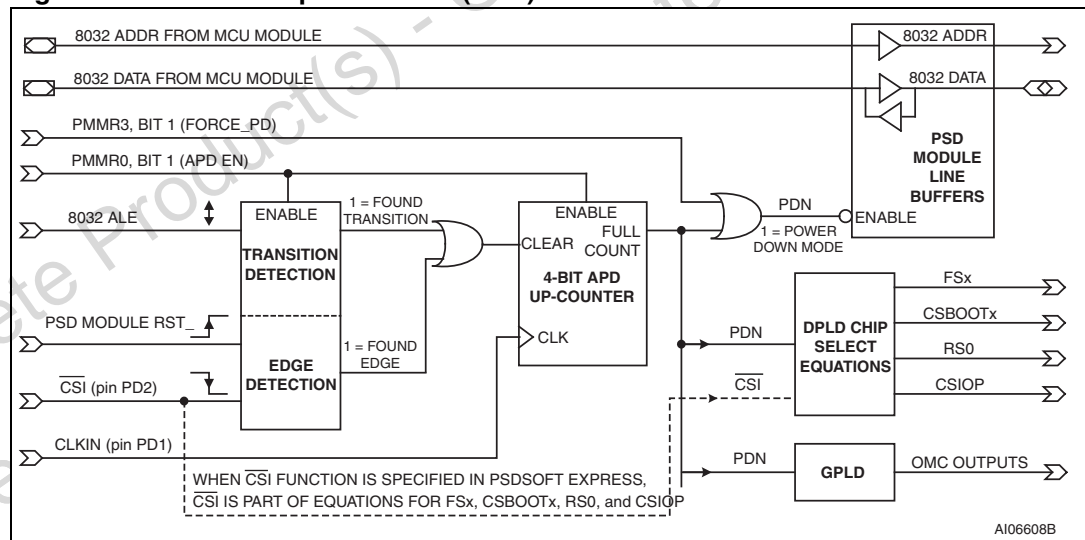 8032 ADDR FROM MCU MODULE
8032 ADDR
8032 DATA FROM MCU MODULE
8032 DATA
PSD
MODULE
LINE
BUFFERS
ENABLE
PMMR3, BIT 1 (FORCE_PD)
PMMR0, BIT 1 (APD EN)
8032 ALE
ENABLE
TRANSITION
DETECTION
1 = FOUND
TRANSITION
EDGE
DETECTION
1 = FOUND
EDGE
ENABLE
FULL
COUNT
CLEAR
4-BIT APD
UP-COUNTER
CLK
PDN
1 = POWER
DOWN MODE
PSD MODULE RST_
CSI (pin PD2)
CLKIN (pin PD1)
PDN
CSI
DPLD CHIP
SELECT
EQUATIONS
FSx
CSBOOTx
RS0
CSIOP
PDN
GPLD
OMC OUTPUTS
WHEN CSI FUNCTION IS SPECIFIED IN PSDSOFT EXPRESS,
CSI IS PART OF EQUATIONS FOR FSx, CSBOOTx, RS0, and CSIOP
AI06608B